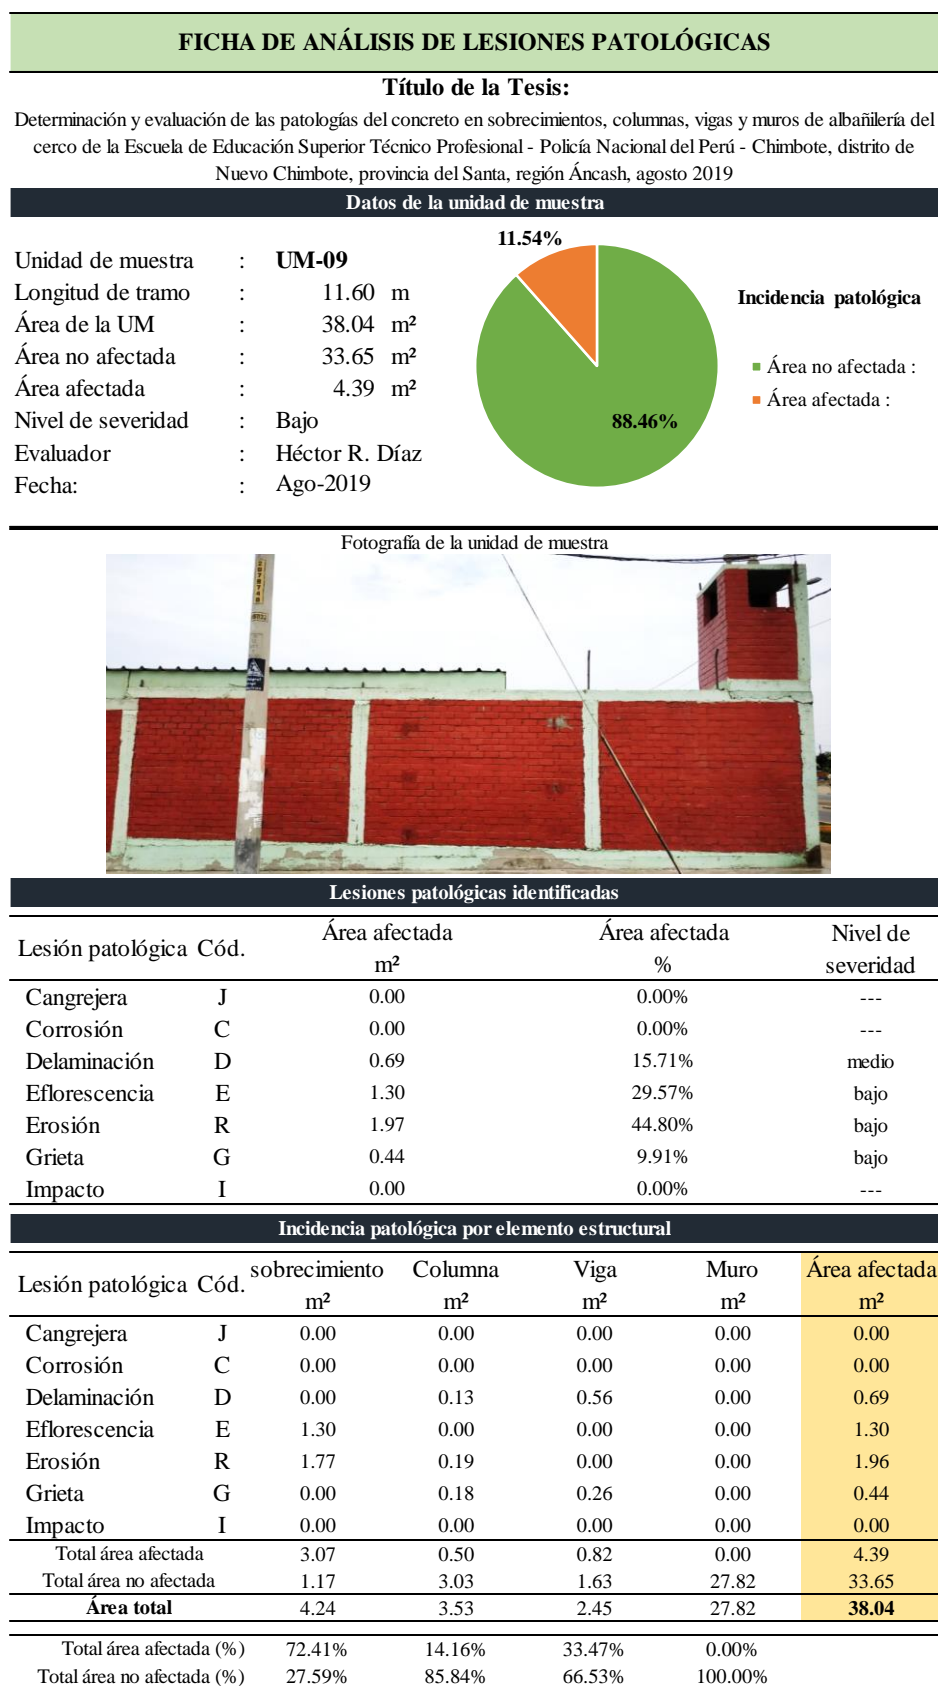 FICHA DE ANÁLISIS DE LESIONES PATOLÓGICAS
Título de la Tesis:
Determinación y evaluación de las patologías del concreto en sobrecimientos, columnas, vigas y muros de albañilería del
cerco de la Escuela de Educación Superior Técnico Profesional - Policía Nacional del Perú - Chimbote, distrito de
Nuevo Chimbote, provincia del Santa, región Áncash, agosto 2019
Datos de la unidad de muestra
Unidad de muestra : UM-09
Longitud de tramo : 11.60 m
Área de la UM : 38.04 m²
Área no afectada : 33.65 m²
Área afectada : 4.39 m²
Nivel de severidad : Bajo
Evaluador : Héctor R. Díaz
Fecha: : Ago-2019
11.54%
88.46%
Incidencia patológica
Área no afectada :
Área afectada :
Fotografía de la unidad de muestra
Lesiones patológicas identificadas
Lesión patológica Cód. Área afectada m² Área afectada % Nivel de severidad
Cangrejera J 0.00 0.00% ---
Corrosión C 0.00 0.00% ---
Delaminación D 0.69 15.71% medio
Eflorescencia E 1.30 29.57% bajo
Erosión R 1.97 44.80% bajo
Grieta G 0.44 9.91% bajo
Impacto I 0.00 0.00% ---
Incidencia patológica por elemento estructural
Lesión patológica Cód. sobrecimiento m² Columna m² Viga m² Muro m² Área afectada m²
Cangrejera J 0.00 0.00 0.00 0.00 0.00
Corrosión C 0.00 0.00 0.00 0.00 0.00
Delaminación D 0.00 0.13 0.56 0.00 0.69
Eflorescencia E 1.30 0.00 0.00 0.00 1.30
Erosión R 1.77 0.19 0.00 0.00 1.96
Grieta G 0.00 0.18 0.26 0.00 0.44
Impacto I 0.00 0.00 0.00 0.00 0.00
Total área afectada 3.07 0.50 0.82 0.00 4.39
Total área no afectada 1.17 3.03 1.63 27.82 33.65
Área total 4.24 3.53 2.45 27.82 38.04
Total área afectada (%) 72.41% 14.16% 33.47% 0.00%
Total área no afectada (%) 27.59% 85.84% 66.53% 100.00%